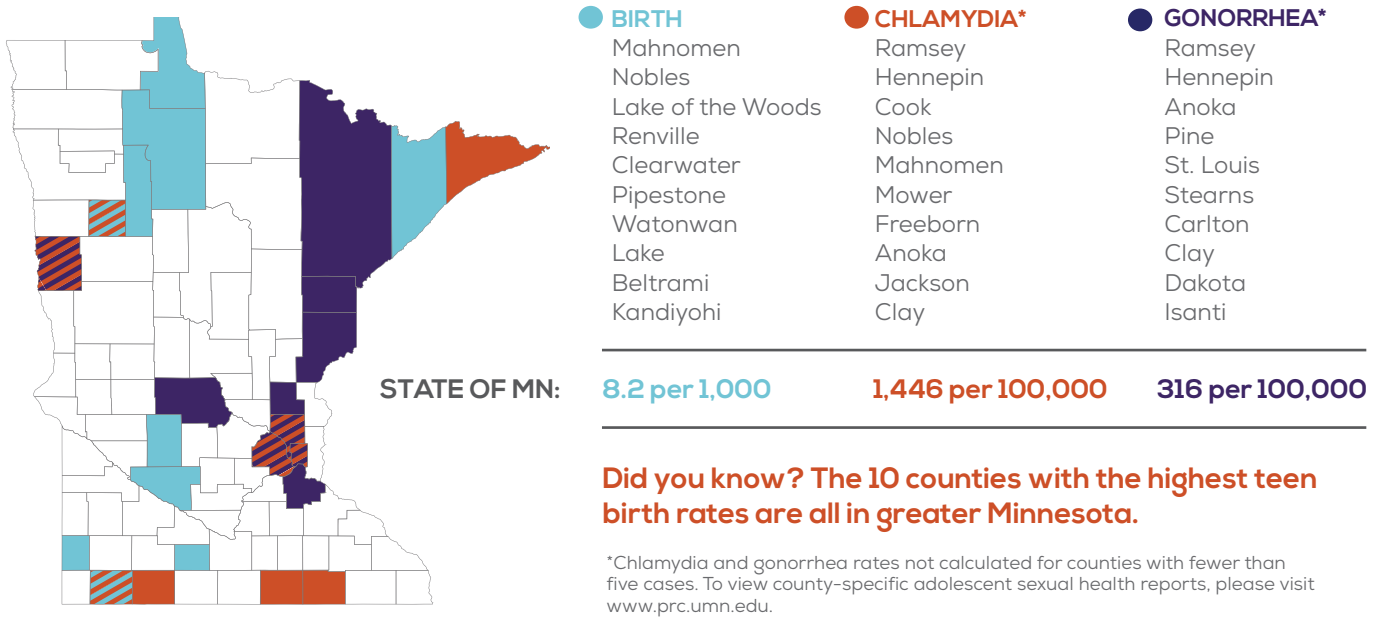 BIRTH
Mahnomen
Nobles
Lake of the Woods
Renville
Clearwater
Pipestone
Watonwan
Lake
Beltrami
Kandiyohi
CHLAMYDIA*
Ramsey
Hennepin
Cook
Nobles
Mahnomen
Mower
Freeborn
Anoka
Jackson
Clay
GONORRHEA*
Ramsey
Hennepin
Anoka
Pine
St. Louis
Stearns
Carlton
Clay
Dakota
Isanti
STATE OF MN: 8.2 per 1,000 1,446 per 100,000 316 per 100,000
Did you know? The 10 counties with the highest teen
birth rates are all in greater Minnesota.
*Chlamydia and gonorrhea rates not calculated for counties with fewer than
five cases. To view county-specific adolescent sexual health reports, please visit
www.prc.umn.edu.